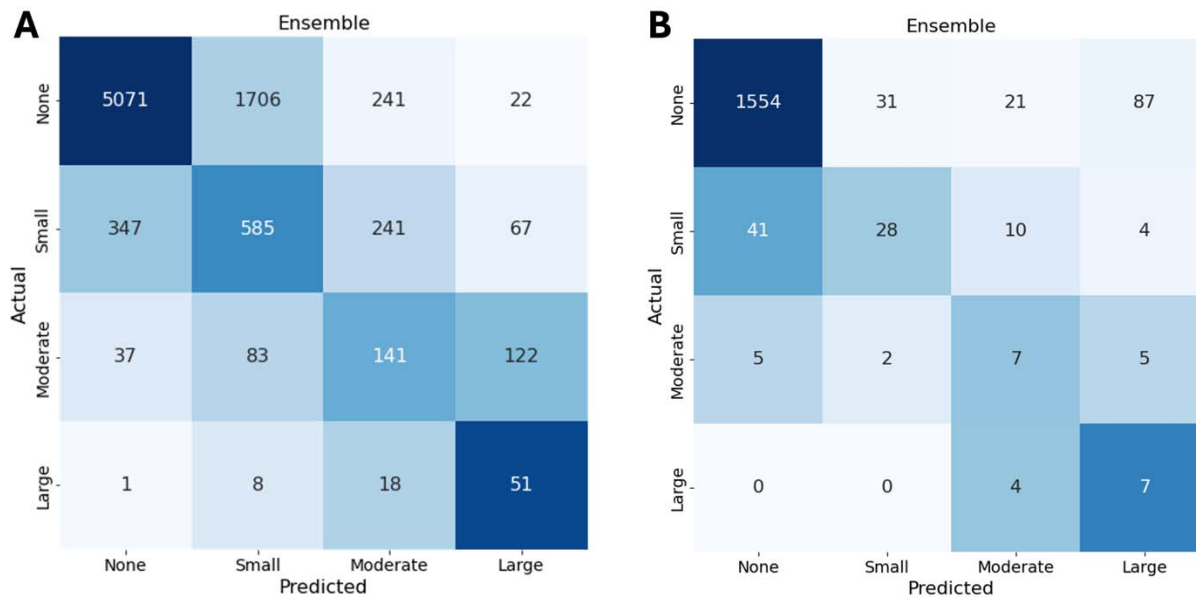 A
Ensemble
Actual
None
5071 1706 241 22
Small
347 585 241 67
Moderate
37 83 141 122
Large
1 8 18 51
None Small Moderate Large
Predicted
B
Ensemble
Actual
None
1554 31 21 87
Small
41 28 10 4
Moderate
5 2 7 5
Large
0 0 4 7
None Small Moderate Large
Predicted